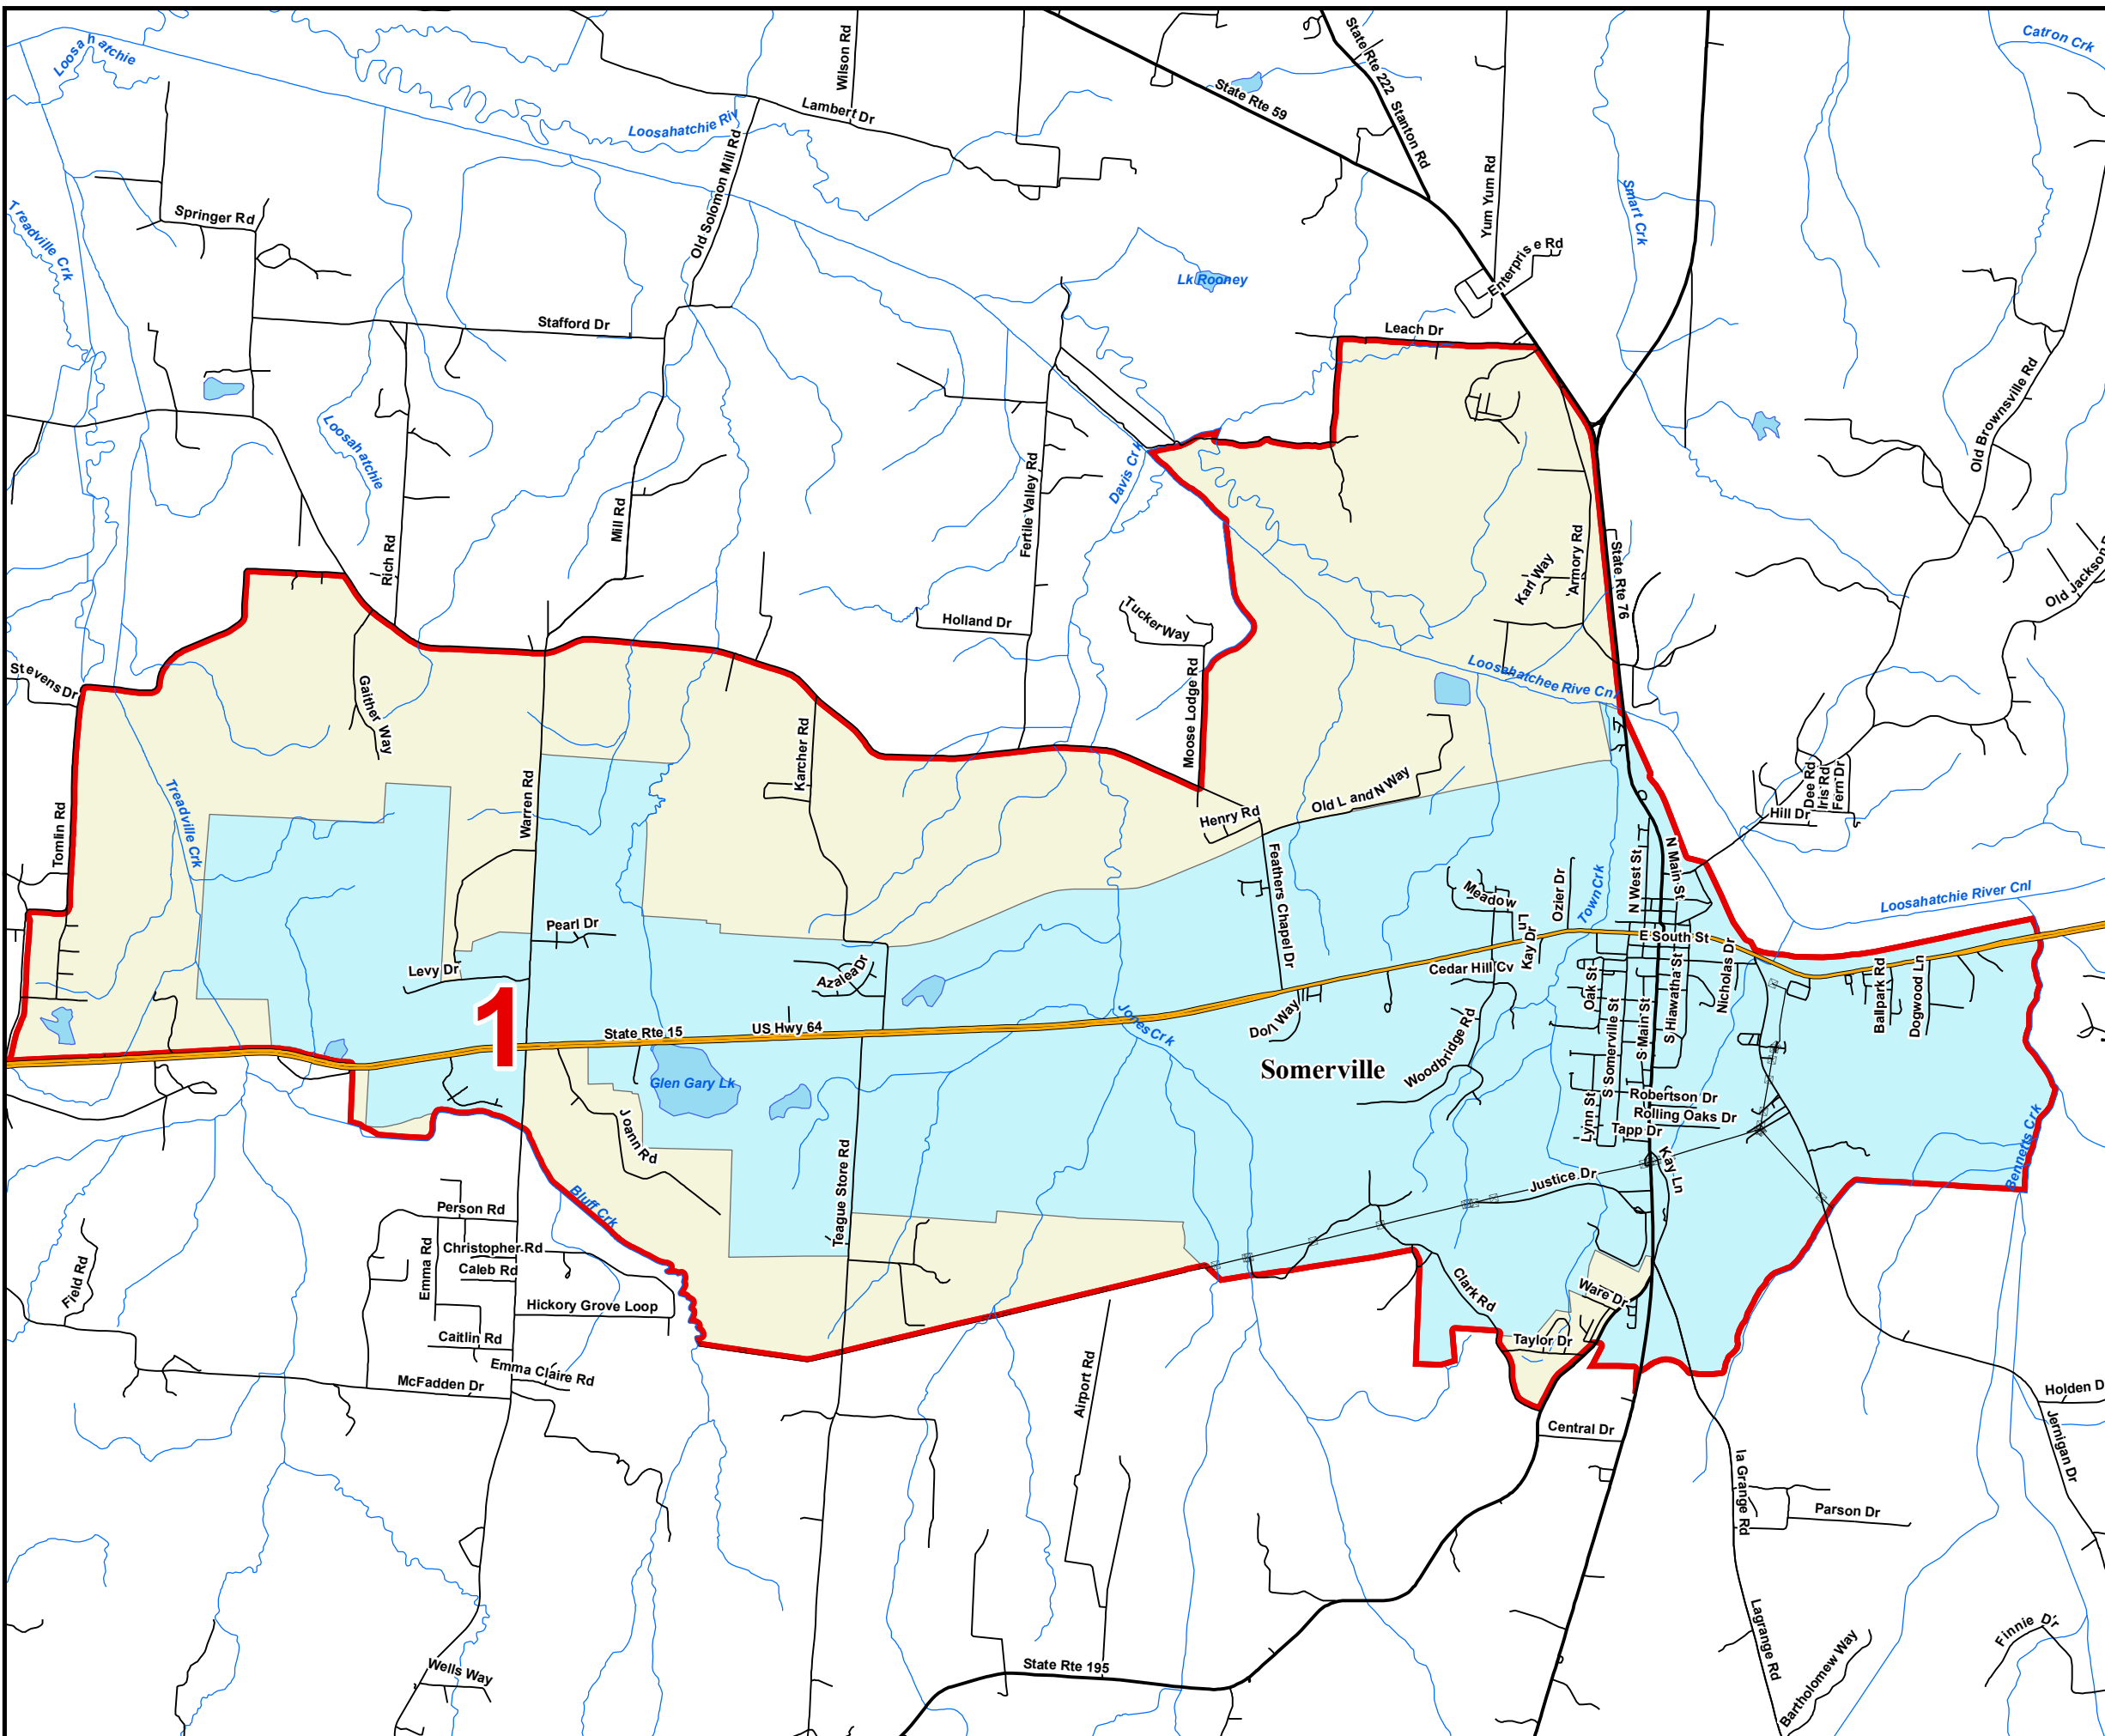 Loosahatchie
Catron Crk
Wilson Rd
State Rte 222 Stanton Rd
State Rte 59
Lambert Dr
Loosahatchie Riv
Old Solomon Mill Rd
Yum Yum Rd
Smart Crk
Treadville Crk
Springer Rd
Enterprise Rd
Lk Rooney
Stafford Dr
Leach Dr
Old Brownsville Rd
Loosahatchie
Davis Crk
Fertile Valley Rd
Mill Rd
Rich Rd
Armory Rd
Karl Way
State Rte 76
Old Jackson
Holland Dr
Tucker Way
Stevens Dr
Gaither Way
Moose Lodge Rd
Loosahatchee Rive Cnl
Karcher Rd
Treadville Crk
Tomlin Rd
Warren Rd
Henry Rd
Old L and N Way
Dee Rd
Iris Rd
Fern Dr
Hill Dr
Feathers Chapel Dr
Meadow Ln
Ozier Dr
Town Crk
N West St
N Main St
Loosahatchie River Cnl
Pearl Dr
Levy Dr
Azalea Dr
Kay Dr
E South St
Cedar Hill Cv
Nicholas Dr
Oak St
S Hiawatha St
Ballpark Rd
Dogwood Ln
1
State Rte 15
US Hwy 64
Jones Crk
Dol Way
Somerville
Woodbridge Rd
S Somerville St
S Main St
Glen Gary Lk
Robertson Dr
Rolling Oaks Dr
Lynn St
Tapp Dr
Joann Rd
Bennetts Crk
Kay Ln
Justice Dr
Teague Store Rd
Bluff Crk
Person Rd
Christopher Rd
Emma Rd
Caleb Rd
Field Rd
Hickory Grove Loop
Clark Rd
Ware Dr
Caitlin Rd
Taylor Dr
Emma Claire Rd
McFadden Dr
Airport Rd
Holden D
Central Dr
Jernigan Dr
la Grange Rd
Parson Dr
Lagrange Rd
Bartholomew Way
Finnie Dr
Wells Way
State Rte 195